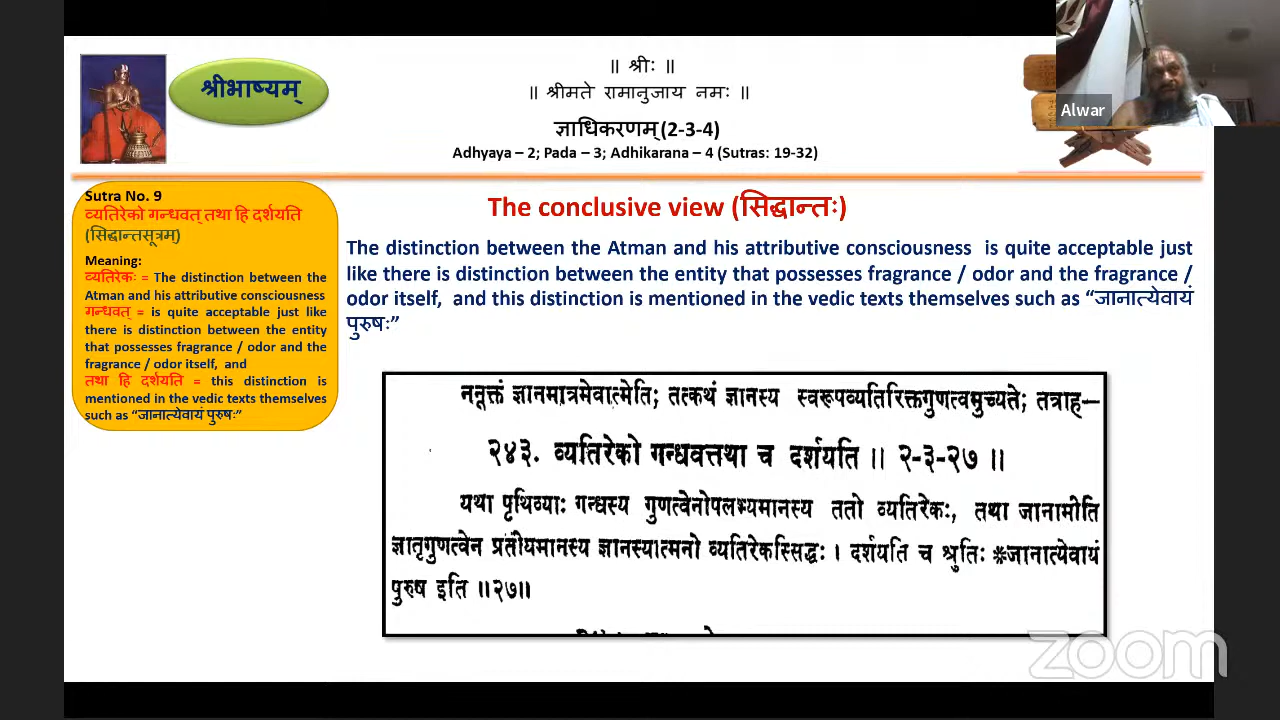 ॥ श्रीः ॥
॥ श्रीमते रामानुजाय नमः ॥
श्रीभाष्यम्
ज्ञाधिकरणम् (2-3-4)
Adhyaya – 2; Pada – 3; Adhikarana – 4 (Sutras: 19-32)
Alwar
Sutra No. 9
व्यतिरेको गन्धवत् तथा हि दर्शयति
(सिद्धान्तसूत्रम्)
Meaning:
व्यतिरेकः = The distinction between the
Atman and his attributive consciousness
गन्धवत् = is quite acceptable just like
there is distinction between the entity
that possesses fragrance / odor and the
fragrance / odor itself, and
तथा हि दर्शयति = this distinction is
mentioned in the vedic texts themselves
such as “जानात्येवायं पुरुषः”
The conclusive view (सिद्धान्तः)
The distinction between the Atman and his attributive consciousness is quite acceptable just
like there is distinction between the entity that possesses fragrance / odor and the fragrance /
odor itself, and this distinction is mentioned in the vedic texts themselves such as “जानात्येवायं
पुरुषः”
ननूक्तं ज्ञानमात्रमेवात्मेति; तत्कथं ज्ञानस्य स्वरूपव्यतिरिक्तगुणत्वमुच्यते; तत्राह—
२४३. व्यतिरेको गन्धवत्तथा च दर्शयति ॥ २-३-२७ ॥
यथा पृथिव्याः गन्धस्य गुणत्वेनोपलभ्यमानस्य ततो व्यतिरेकः, तथा जानामीति
ज्ञातृगुणत्वेन प्रतीयमानस्य ज्ञानस्यात्मनो व्यतिरेकस्सिद्धः । दर्शयति च श्रुतिः ※जानात्येवायं
पुरुष इति ॥२७॥
zoom